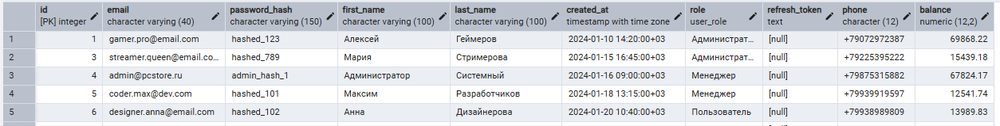 id email password_hash first_name last_name created_at role refresh_token phone balance
[PK] integer character varying (40) character varying (150) character varying (100) character varying (100) timestamp with time zone user_role text character (12) numeric (12,2)
1 1 gamer.pro@email.com hashed_123 Алексей Геймеров 2024-01-10 14:20:00+03 Администрат… [null] +79072972387 69868.22
2 3 streamer.queen@email.co… hashed_789 Мария Стримерова 2024-01-15 16:45:00+03 Администрат… [null] +79225395222 15439.18
3 4 admin@pcstore.ru admin_hash_1 Администратор Системный 2024-01-16 09:00:00+03 Менеджер [null] +79875315882 67824.17
4 5 coder.max@dev.com hashed_101 Максим Разработчиков 2024-01-18 13:15:00+03 Менеджер [null] +79939919597 12541.74
5 6 designer.anna@email.com hashed_102 Анна Дизайнерова 2024-01-20 10:40:00+03 Пользователь [null] +79938989809 13989.83